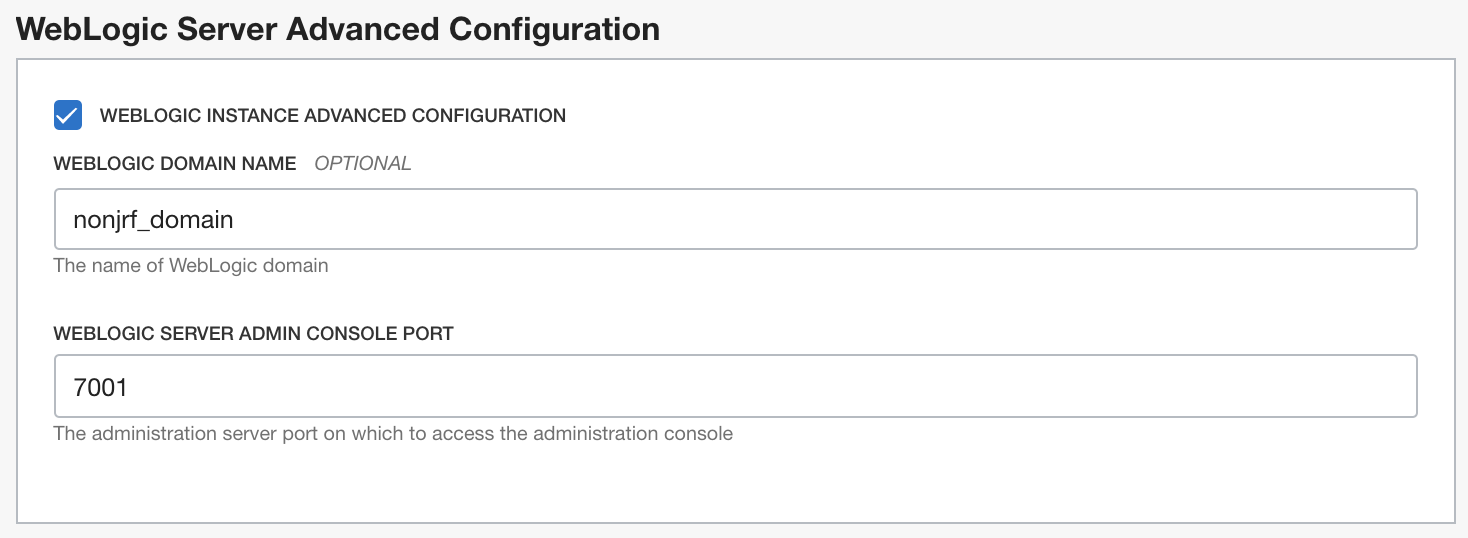 WebLogic Server Advanced Configuration
WEBLOGIC INSTANCE ADVANCED CONFIGURATION
WEBLOGIC DOMAIN NAME OPTIONAL
nonjrf_domain
The name of WebLogic domain
WEBLOGIC SERVER ADMIN CONSOLE PORT
7001
The administration server port on which to access the administration console